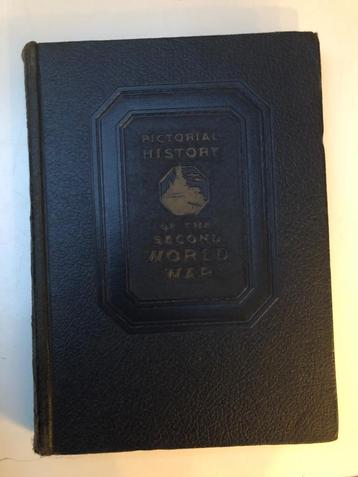 PICTORIAL
HISTORY
OF THE
SECOND
WORLD
WAR